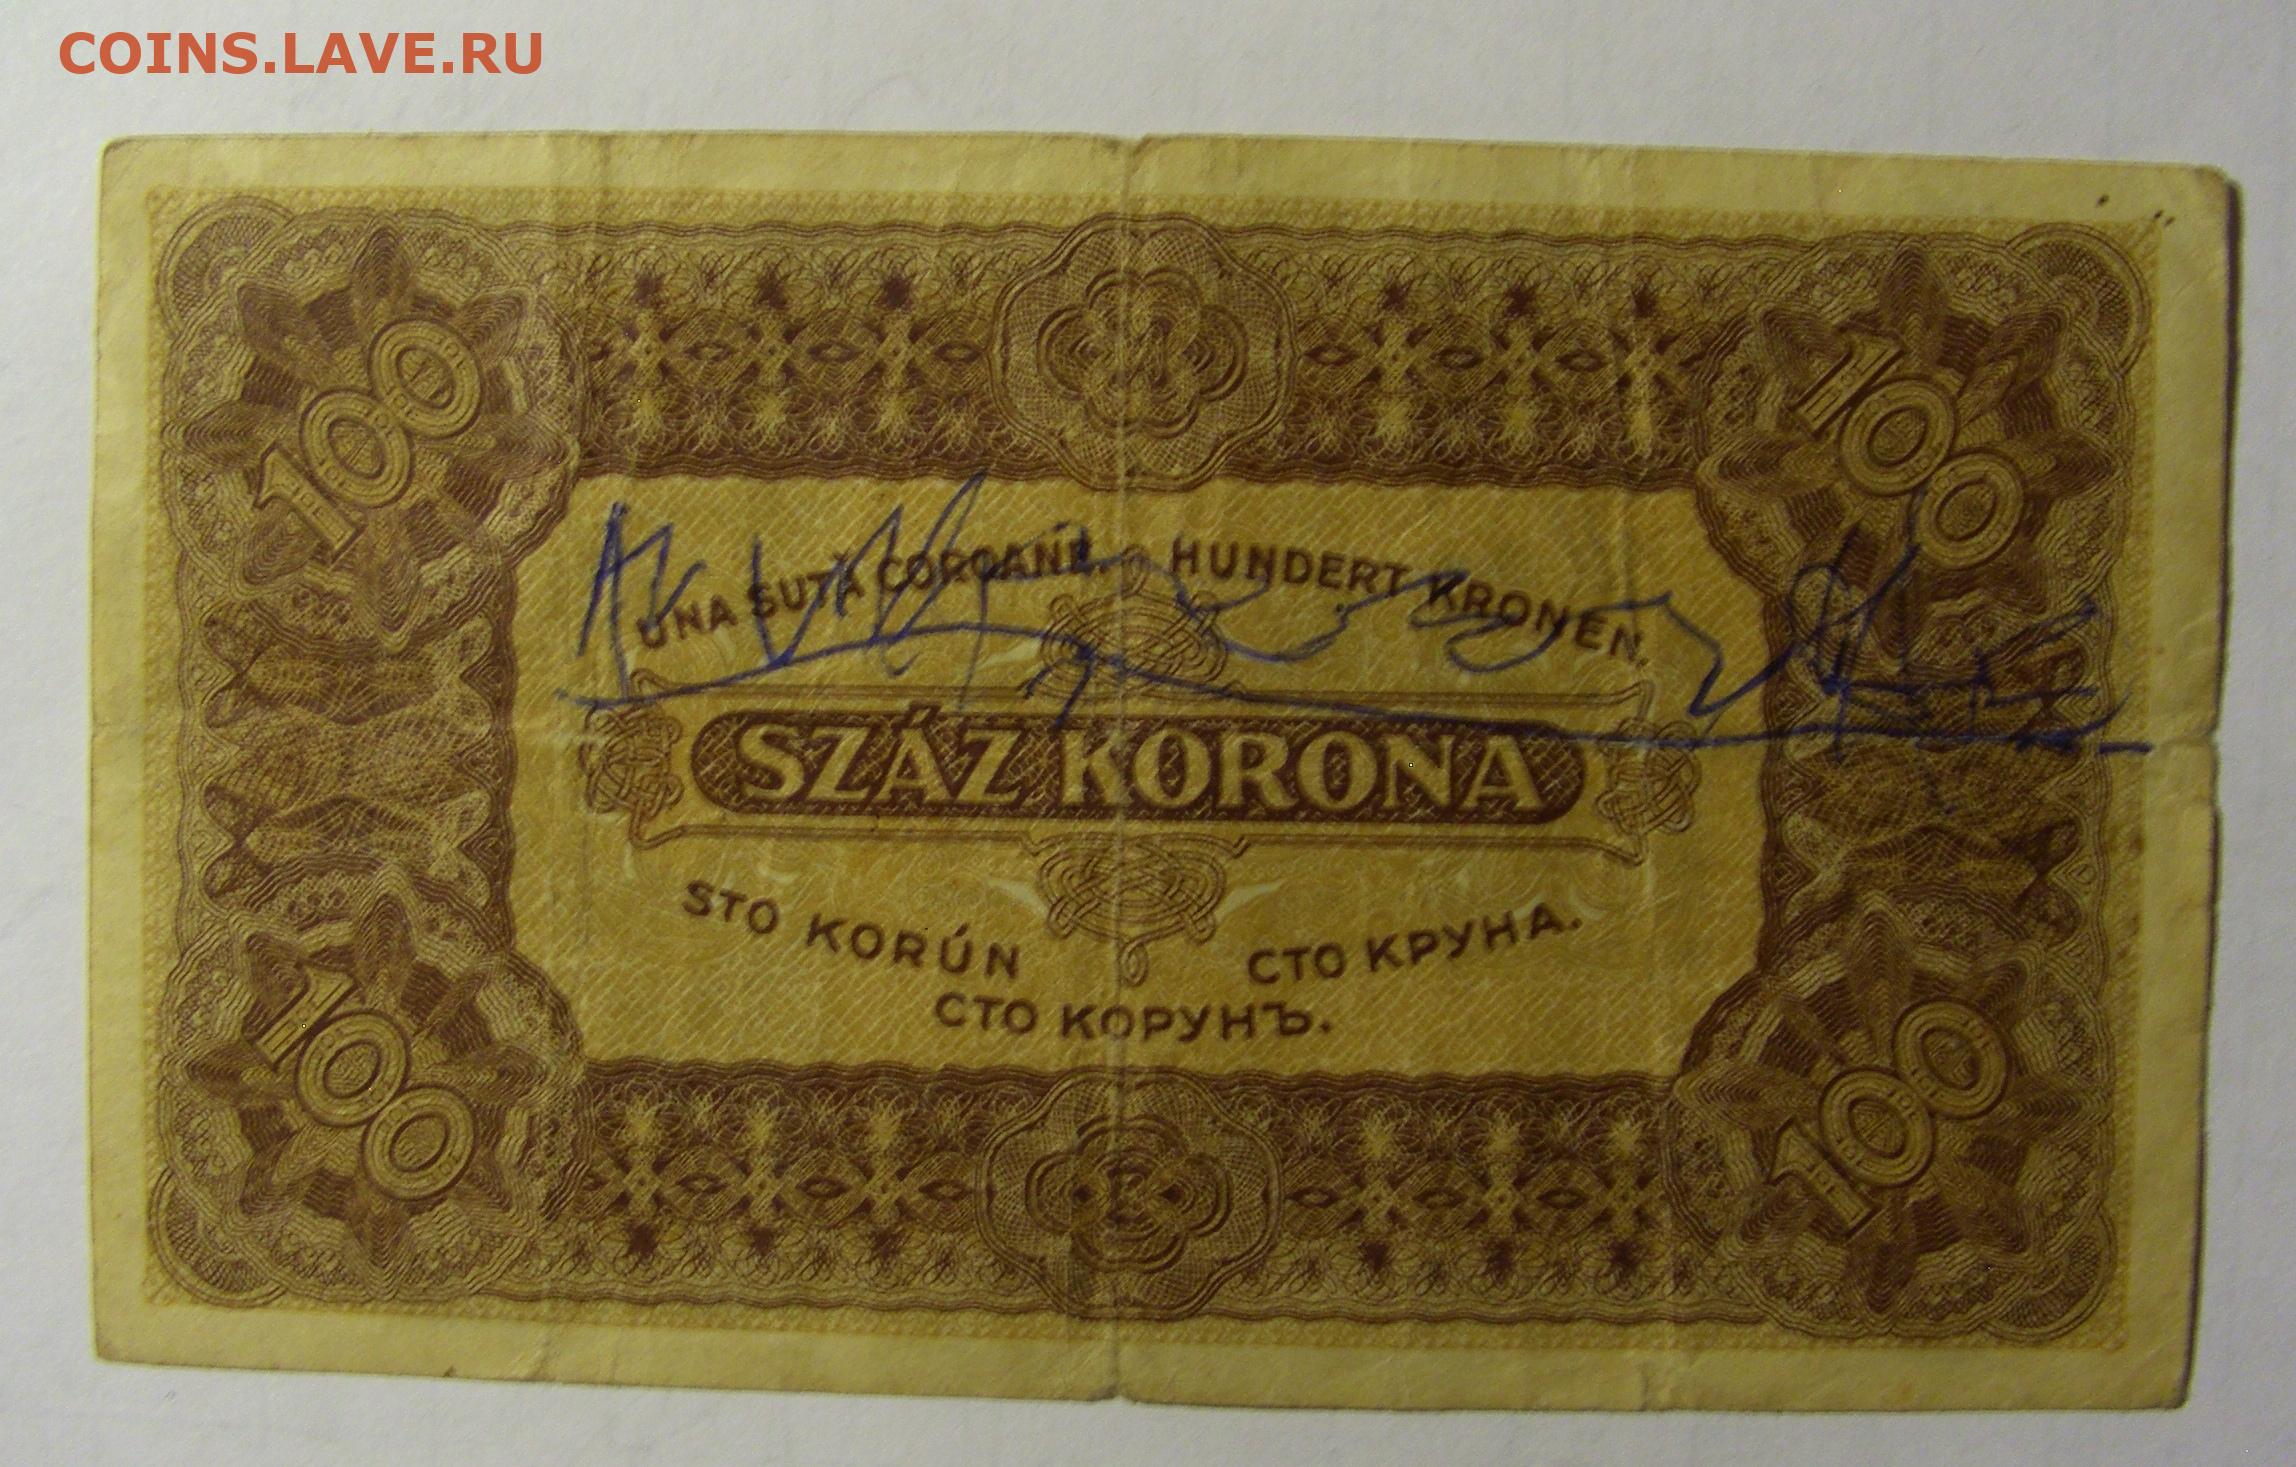 COINS.LAVE.RU
100
100
UNA SUTĂ COROANE.
HUNDERT KRONEN.
SZÁZ KORONA
STO KORÚN
СТО КРУНА.
СТО КОРУНЪ.
100
100